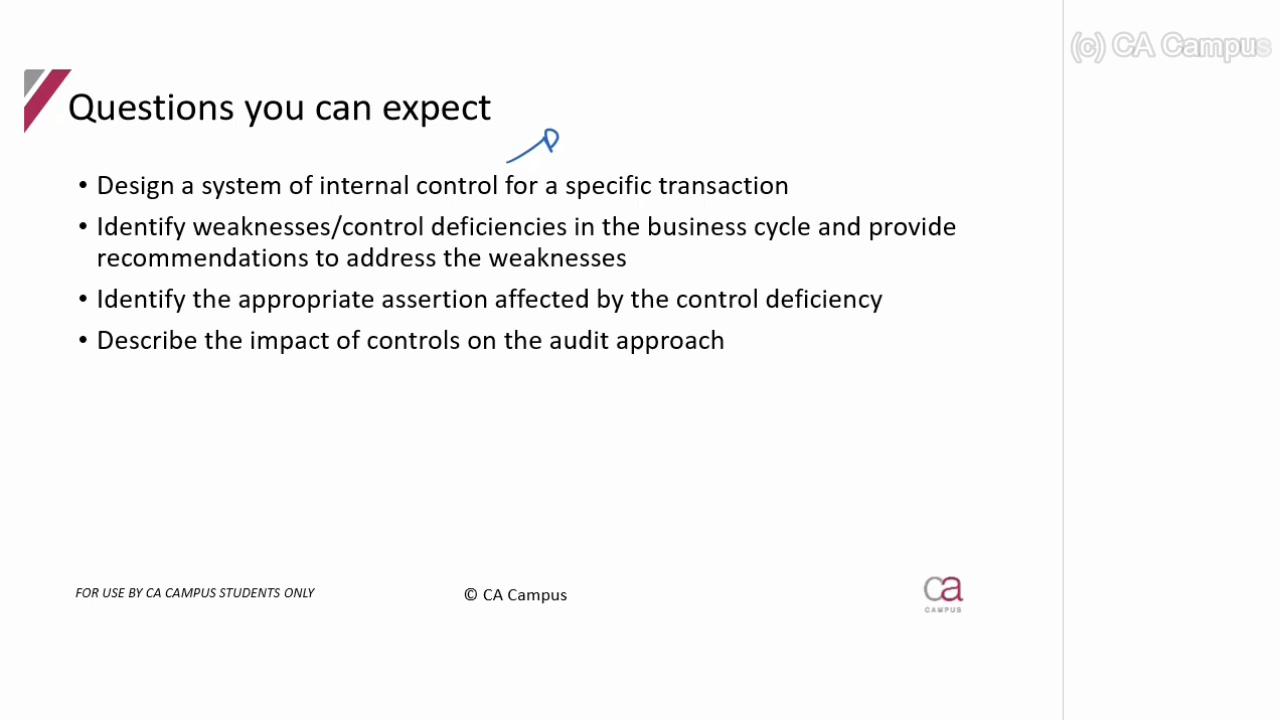 (c) CA Campus
Questions you can expect
• Design a system of internal control for a specific transaction
• Identify weaknesses/control deficiencies in the business cycle and provide
recommendations to address the weaknesses
• Identify the appropriate assertion affected by the control deficiency
• Describe the impact of controls on the audit approach
FOR USE BY CA CAMPUS STUDENTS ONLY
© CA Campus
ca
CAMPUS